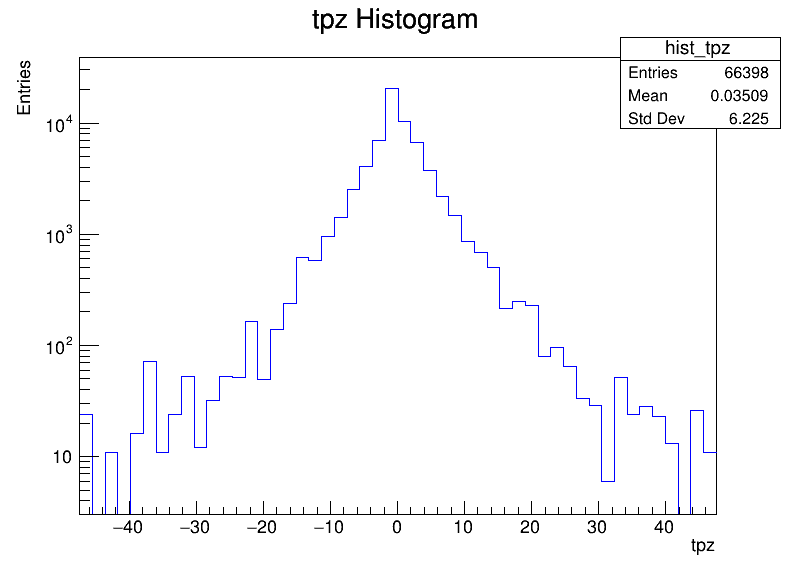 tpz Histogram
hist_tpz
Entries 66398
Mean 0.03509
Std Dev 6.225
Entries
10^4
10^3
10^2
10
−40 −30 −20 −10 0 10 20 30 40
tpz